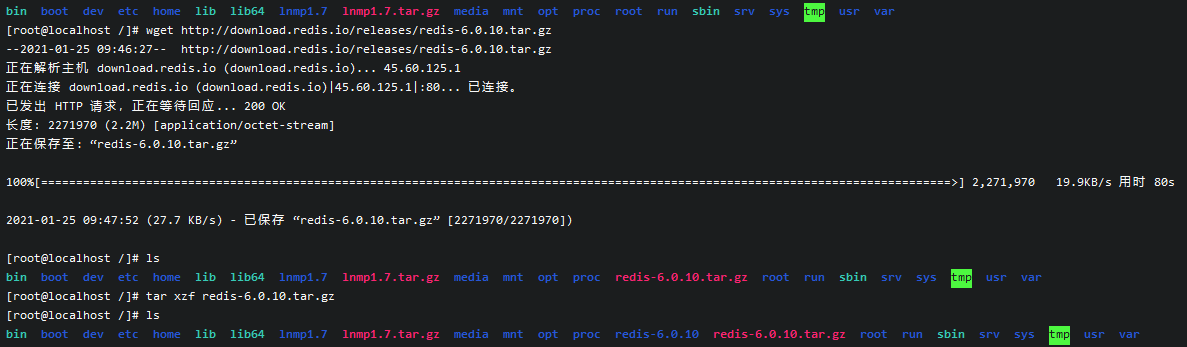 bin boot dev etc home lib lib64 lnmp1.7 lnmp1.7.tar.gz media mnt opt proc root run sbin srv sys tmp usr var
[root@localhost /]# wget http://download.redis.io/releases/redis-6.0.10.tar.gz
--2021-01-25 09:46:27-- http://download.redis.io/releases/redis-6.0.10.tar.gz
正在解析主机 download.redis.io (download.redis.io)... 45.60.125.1
正在连接 download.redis.io (download.redis.io)|45.60.125.1|:80... 已连接。
已发出 HTTP 请求，正在等待回应... 200 OK
长度：2271970 (2.2M) [application/octet-stream]
正在保存至: “redis-6.0.10.tar.gz”
100%[==================================================================================================================================>] 2,271,970 19.9KB/s 用时 80s
2021-01-25 09:47:52 (27.7 KB/s) - 已保存 “redis-6.0.10.tar.gz” [2271970/2271970])
[root@localhost /]# ls
bin boot dev etc home lib lib64 lnmp1.7 lnmp1.7.tar.gz media mnt opt proc redis-6.0.10.tar.gz root run sbin srv sys tmp usr var
[root@localhost /]# tar xzf redis-6.0.10.tar.gz
[root@localhost /]# ls
bin boot dev etc home lib lib64 lnmp1.7 lnmp1.7.tar.gz media mnt opt proc redis-6.0.10 redis-6.0.10.tar.gz root run sbin srv sys tmp usr var